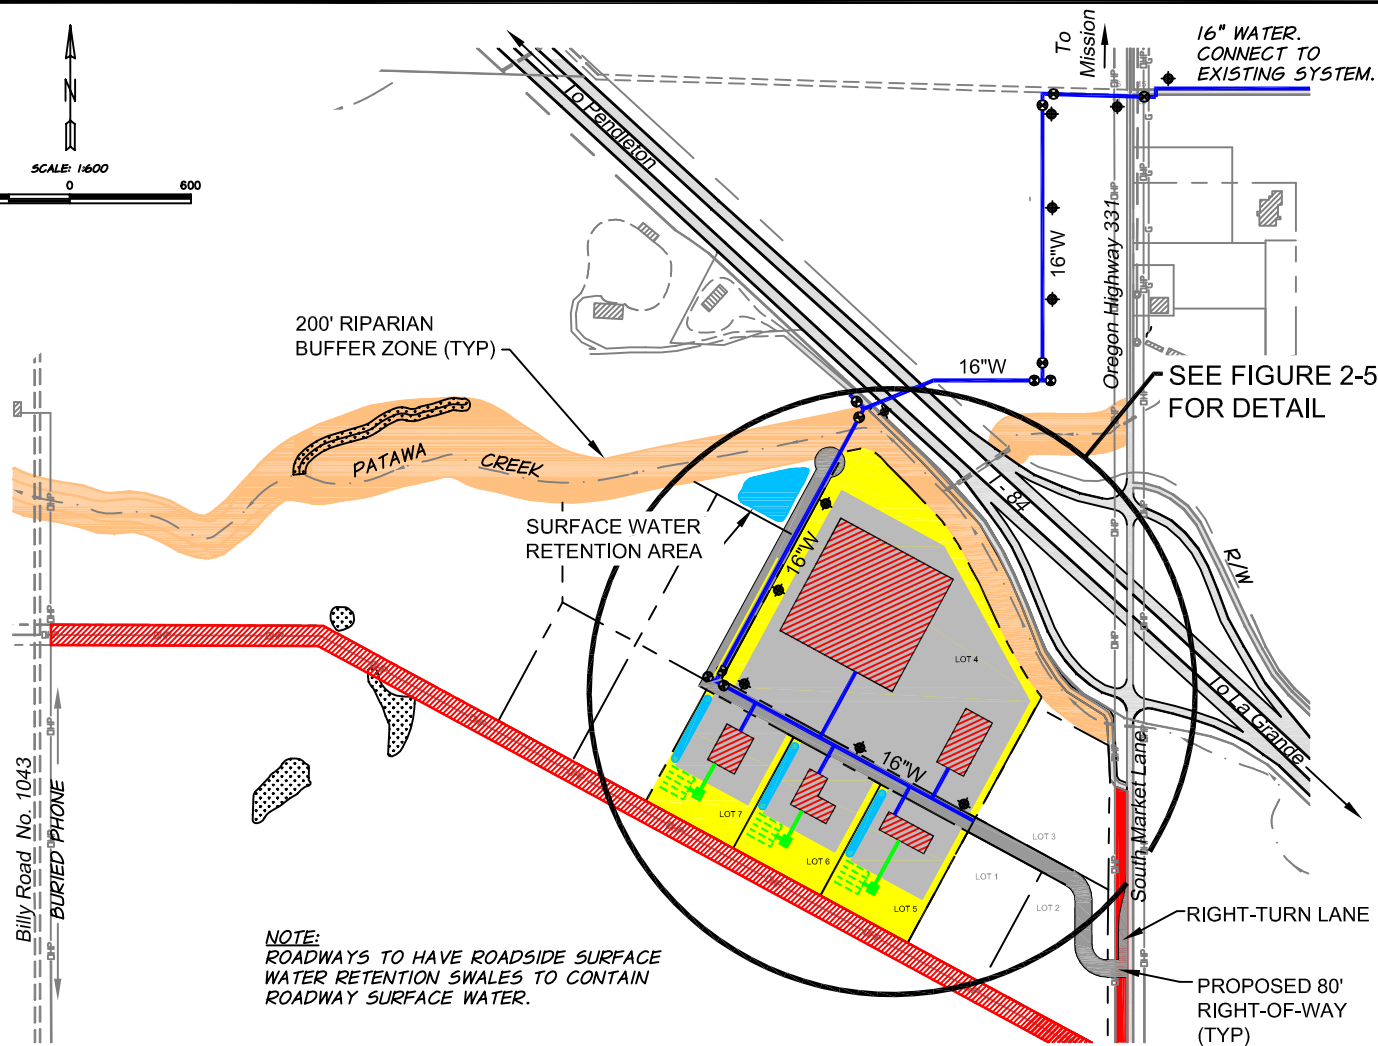 To
Mission
16" WATER.
CONNECT TO
EXISTING SYSTEM.
N
SCALE: 1:600
0
600
To Pendleton
16"W
Oregon Highway 331
200' RIPARIAN
BUFFER ZONE (TYP)
16"W
SEE FIGURE 2-5
FOR DETAIL
PATAWA
CREEK
I - 84
SURFACE WATER
RETENTION AREA
16"W
R/W
LOT 4
To La Grande
South Market Lane
16"W
Billy Road No. 1043
BURIED PHONE
LOT 7
LOT 6
LOT 5
LOT 3
LOT 1
LOT 2
RIGHT-TURN LANE
NOTE:
ROADWAYS TO HAVE ROADSIDE SURFACE
WATER RETENTION SWALES TO CONTAIN
ROADWAY SURFACE WATER.
PROPOSED 80'
RIGHT-OF-WAY
(TYP)